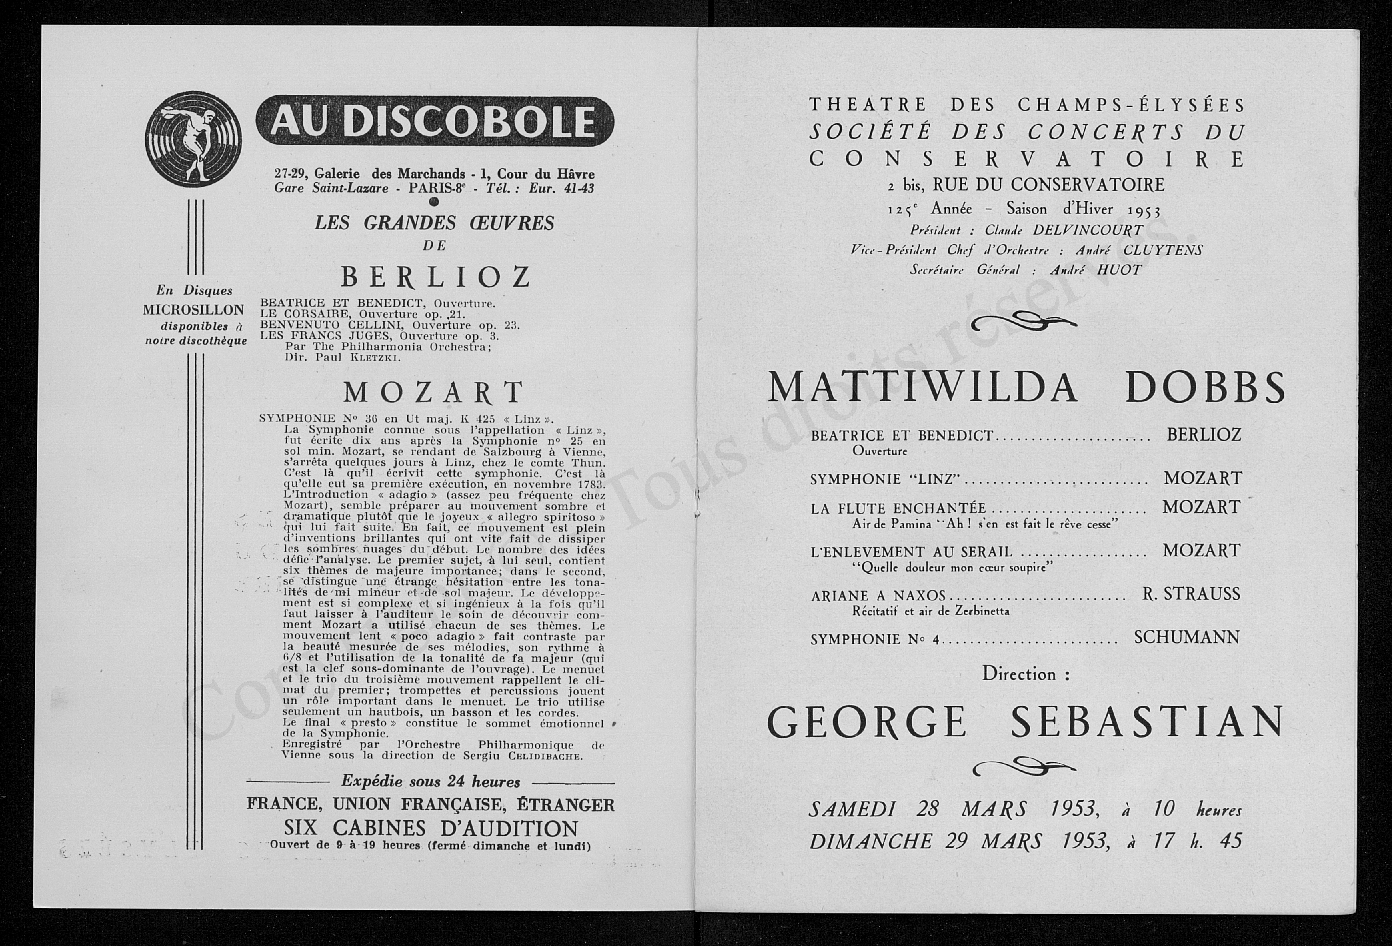 AU DISCOBOLE
27-29, Galerie des Marchands - 1, Cour du Hâvre
Gare Saint-Lazare - PARIS-8e - Tél. : Eur. 41-43
LES GRANDES ŒUVRES
DE
BERLIOZ
En Disques
MICROSILLON
disponibles à
notre discothèque
BEATRICE ET BENEDICT, Ouverture.
LE CORSAIRE, Ouverture op. 21.
BENVENUTO CELLINI, Ouverture op. 23.
LES FRANCS JUGES, Ouverture op. 3.
Par The Philharmonia Orchestra;
Dir. Paul KLETZKI.
MOZART
SYMPHONIE No 36 en Ut maj. K 425 « Linz ».
La Symphonie connue sous l'appellation « Linz »,
fut écrite dix ans après la Symphonie no 25 en
sol min. Mozart, se rendant de Salzbourg à Vienne,
s'arrêta quelques jours à Linz, chez le comte Thun.
C'est là qu'il écrivit cette symphonie. C'est là
qu'elle eut sa première exécution, en novembre 1783.
L'Introduction « adagio » (assez peu fréquente chez
Mozart), semble préparer au mouvement sombre et
dramatique plutôt que le joyeux « allegro spiritoso »
qui lui fait suite. En fait, ce mouvement est plein
d'inventions brillantes qui ont vite fait de dissiper
les sombres nuages du début. Le nombre des idées
défie l'analyse. Le premier sujet, à lui seul, contient
six thèmes de majeure importance; dans le second,
se distingue une étrange hésitation entre les tona-
lités de mi mineur et de sol majeur. Le développe-
ment est si complexe et si ingénieux à la fois qu'il
faut laisser à l'auditeur le soin de découvrir com-
ment Mozart a utilisé chacun de ses thèmes. Le
mouvement lent « poco adagio » fait contraste par
la beauté mesurée de ses mélodies, son rythme à
6/8 et l'utilisation de la tonalité de fa majeur (qui
est la clef sous-dominante de l'ouvrage). Le menuet
et le trio du troisième mouvement rappellent le cli-
mat du premier; trompettes et percussions jouent
un rôle important dans le menuet. Le trio utilise
seulement un hautbois, un basson et les cordes.
Le final « presto » constitue le sommet émotionnel
de la Symphonie.
Enregistré par l'Orchestre Philharmonique de
Vienne sous la direction de Sergiu CELIDIBACHE.
Expédie sous 24 heures
FRANCE, UNION FRANÇAISE, ÉTRANGER
SIX CABINES D'AUDITION
Ouvert de 9 à 19 heures (fermé dimanche et lundi)
THEATRE DES CHAMPS-ÉLYSÉES
SOCIÉTÉ DES CONCERTS DU
CONSERVATOIRE
2 bis, RUE DU CONSERVATOIRE
125e Année - Saison d'Hiver 1953
Président : Claude DELVINCOURT
Vice-Président Chef d'Orchestre : André CLUYTENS
Secrétaire Général : André HUOT
MATTIWILDA DOBBS
BEATRICE ET BENEDICT...................... BERLIOZ
Ouverture
SYMPHONIE "LINZ".......................... MOZART
LA FLUTE ENCHANTÉE ....................... MOZART
Air de Pamina "Ah ! s'en est fait le rêve cesse"
L'ENLEVEMENT AU SERAIL .................. MOZART
"Quelle douleur mon cœur soupire"
ARIANE A NAXOS......................... R. STRAUSS
Récitatif et air de Zerbinetta
SYMPHONIE No 4......................... SCHUMANN
Direction :
GEORGE SEBASTIAN
SAMEDI 28 MARS 1953, à 10 heures
DIMANCHE 29 MARS 1953, à 17 h. 45
Tous droits réservés.